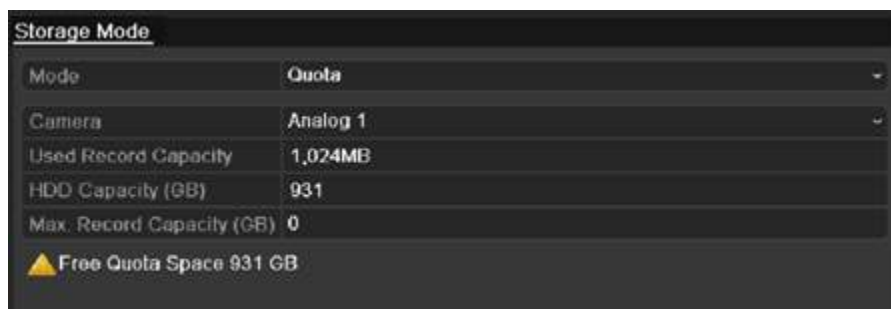 Storage Mode
Mode Quota
Camera Analog 1
Used Record Capacity 1,024MB
HDD Capacity (GB) 931
Max. Record Capacity (GB) 0
Free Quota Space 931 GB